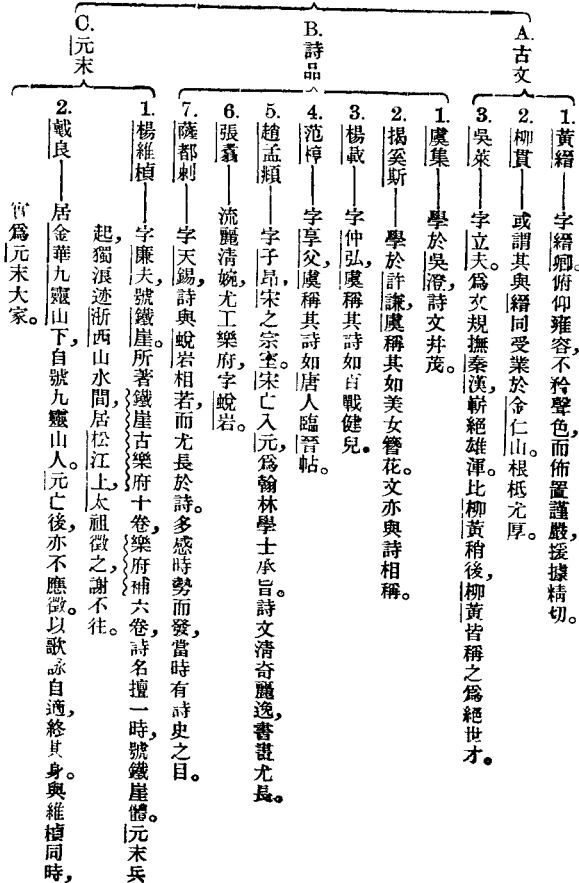 A.古文
1.黃縉——字縉卿。俯仰雍容不矜聲色,而佈置謹嚴,援據精切。
2.柳貫——或謂其與縉同受業於金仁山。根柢尤厚。
3.吳萊——字立夫。爲文規撫秦漢,嶄絕雄渾。比柳黃稍後,柳黃皆稱之爲絕世才。
B.詩品
1.虞集——學於吳澄,詩文幷茂。
2.揭奚斯——學於許謙,虞稱其如美女簪花。文亦與詩相稱。
3.楊載——字仲弘,虞稱其詩如百戰健兒。
4.范梈——字享父,虞稱其詩如唐人臨晉帖。
5.趙孟頫——字子昂,宋之宗室。宋亡入元,爲翰林學士承旨。詩文清奇麗逸,書畫尤長。
6.張翥——流麗清婉,尤工樂府,字蛻岩。
7.薩都剌——字天錫,詩與蛻岩相若,而尤長於詩。多感時勢而發,當時有詩史之目。
C.元末
1.楊維楨——字廉夫,號鐵崖。所著鐵崖古樂府十卷,樂府補六卷,詩名擅一時,號鐵崖體。元末兵
起,獨浪迹浙西山水間,居松江上,太祖徵之,謝不往。
2.戴良——居金華九靈山下,自號九靈山人。元亡後,亦不應徵。以歌詠自適,終其身。與維楨同時,
皆爲元末大家。